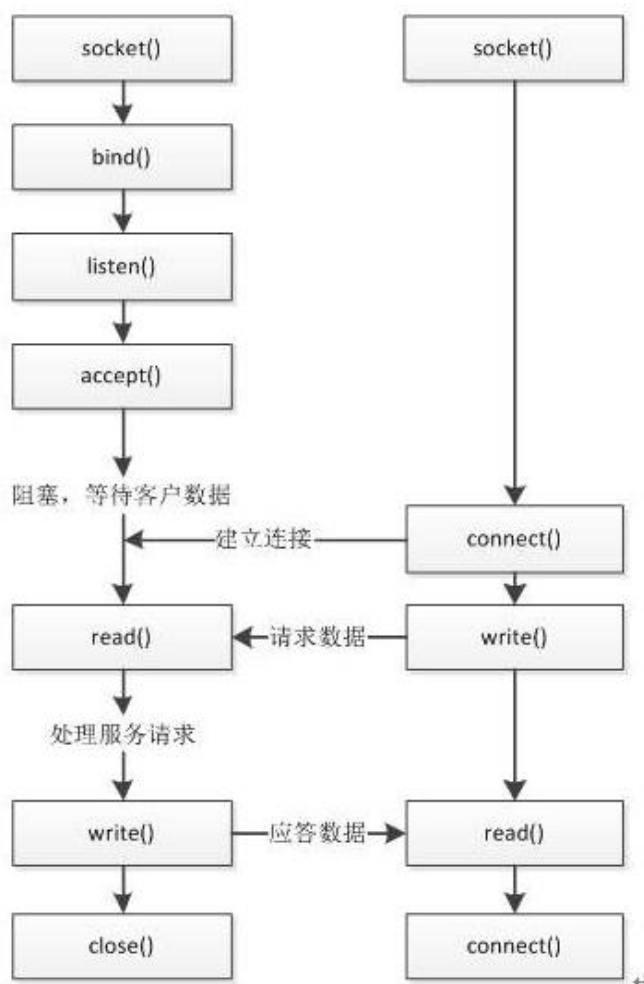 socket()
socket()
bind()
listen()
accept()
阻塞，等待客户数据
建立连接
connect()
read()
请求数据
write()
处理服务请求
write()
应答数据
read()
close()
connect()